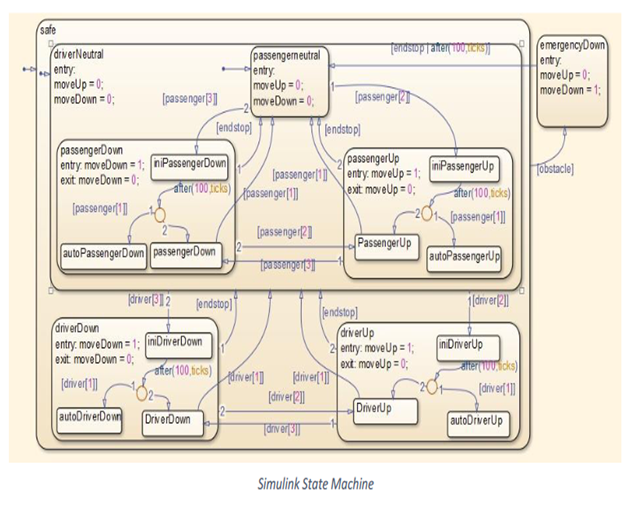 safe
driverNeutral
entry:
moveUp = 0;
moveDown = 0;
passengerneutral
entry:
moveUp = 0;
moveDown = 0;
[endstop | after(100,ticks)]
emergencyDown
entry:
moveUp = 0;
moveDown = 1;
[obstacle]
[passenger[3]]
2
1
[passenger[2]]
[endstop]
[endstop]
passengerDown
entry: moveDown = 1;
exit: moveDown = 0;
iniPassengerDown
after(100,ticks)
[passenger[1]]
1
2
autoPassengerDown
passengerDown
1
[passenger[1]]
[passenger[1]]
2
passengerUp
entry: moveUp = 1;
exit: moveUp = 0;
iniPassengerUp
after(100,ticks)
2
1
[passenger[1]]
PassengerUp
autoPassengerUp
2
[passenger[2]]
[passenger[3]]
1
[driver[3]]
2
[endstop]
[endstop]
1
[driver[2]]
driverDown
entry: moveDown = 1;
exit: moveDown = 0;
iniDriverDown
after(100,ticks)
[driver[1]]
1
2
autoDriverDown
DriverDown
1
[driver[1]]
[driver[1]]
2
driverUp
entry: moveUp = 1;
exit: moveUp = 0;
iniDriverUp
after(100,ticks)
2
1
[driver[1]]
DriverUp
autoDriverUp
2
[driver[2]]
[driver[3]]
1
Simulink State Machine